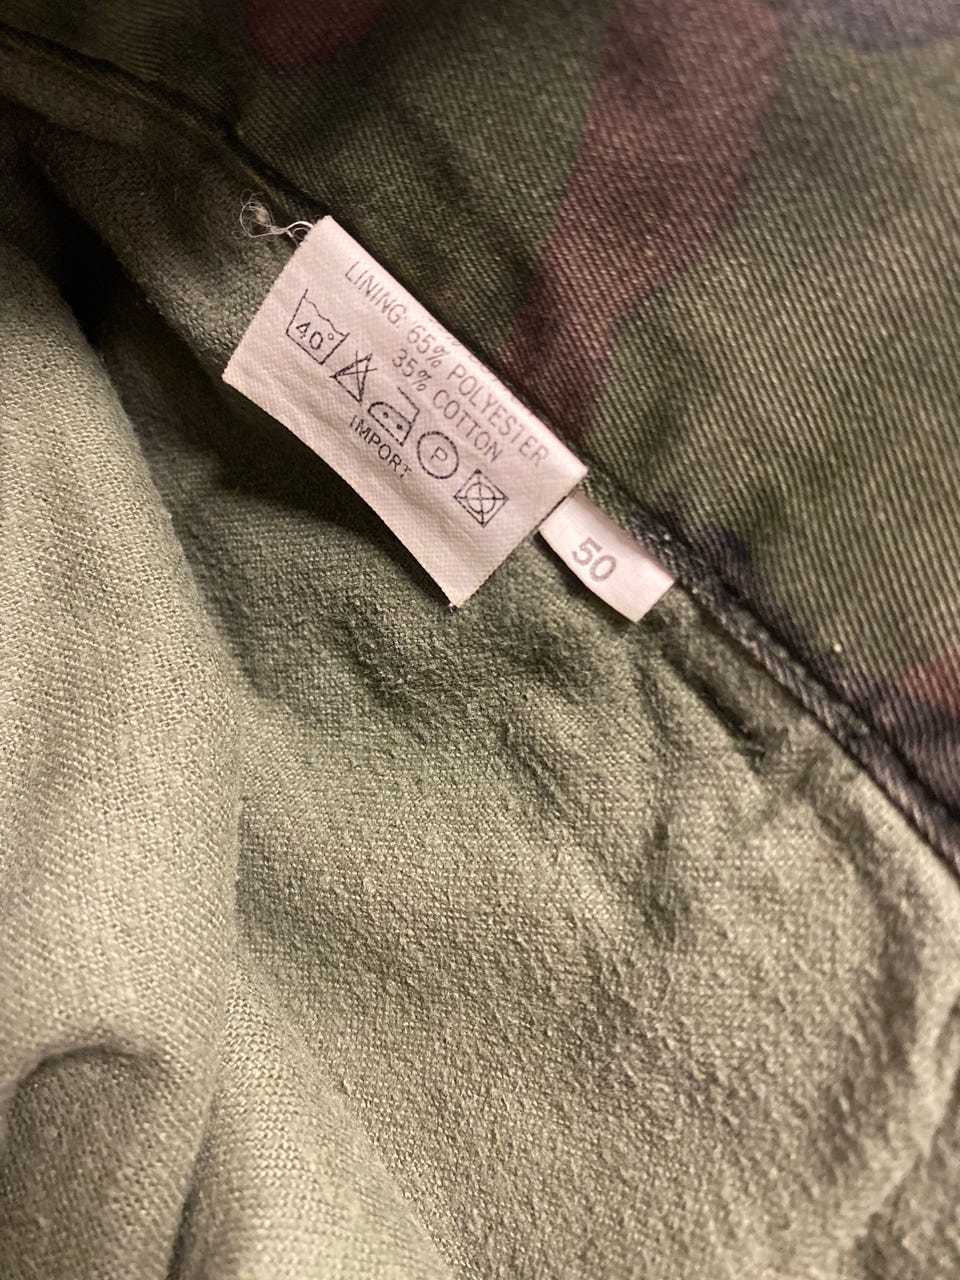 LINING: 65% POLYESTER
35% COTTON
40°
P
IMPORT
50